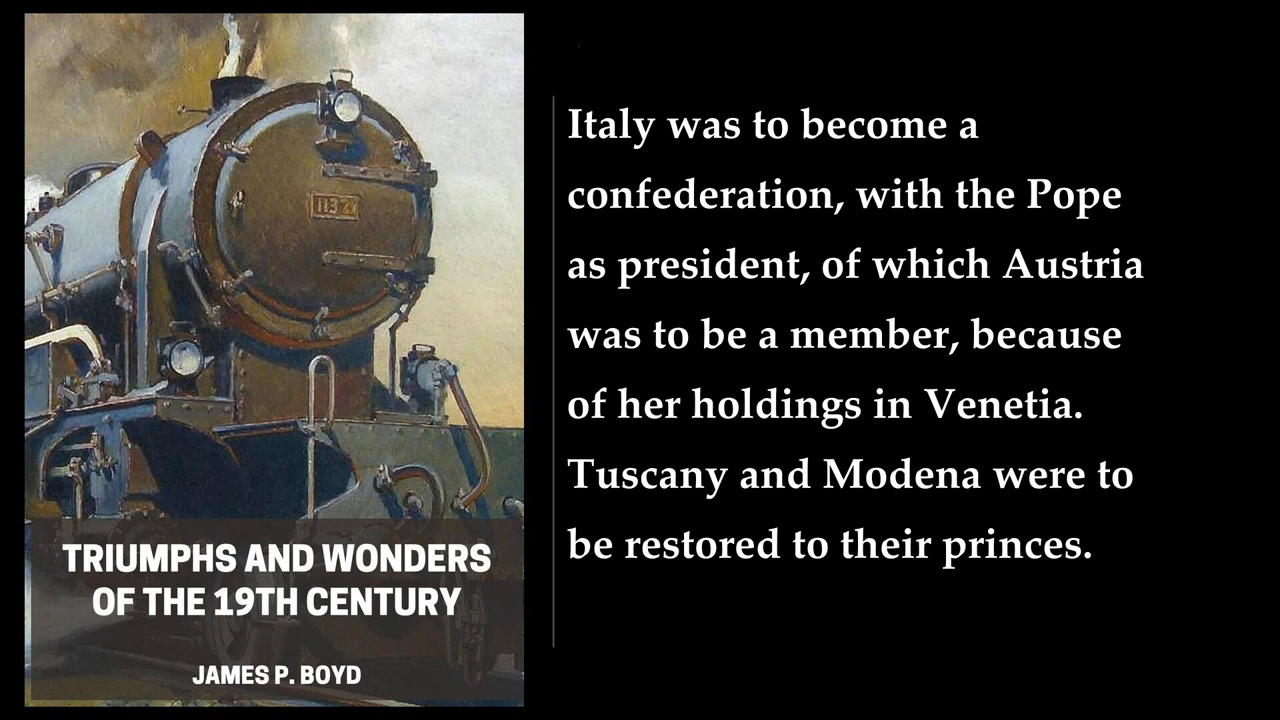 TRIUMPHS AND WONDERS
OF THE 19TH CENTURY
JAMES P. BOYD
Italy was to become a
confederation, with the Pope
as president, of which Austria
was to be a member, because
of her holdings in Venetia.
Tuscany and Modena were to
be restored to their princes.